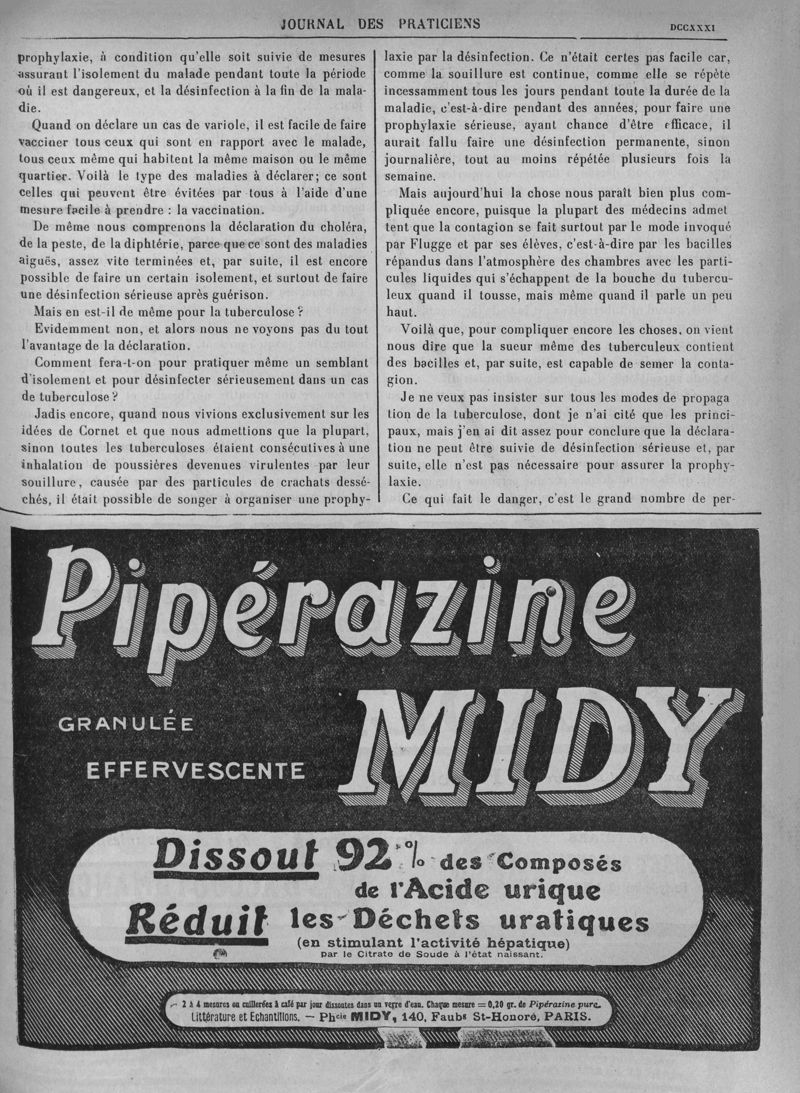 JOURNAL DES PRATICIENS
DCCXXXI
prophylaxie, à condition qu'elle soit suivie de mesures
assurant l'isolement du malade pendant toute la période
où il est dangereux, et la désinfection à la fin de la mala-
die.
Quand on déclare un cas de variole, il est facile de faire
vacciner tous ceux qui sont en rapport avec le malade,
tous ceux même qui habitent la même maison ou le même
quartier. Voilà le type des maladies à déclarer; ce sont
celles qui peuvent être évitées par tous à l'aide d'une
mesure facile à prendre : la vaccination.
De même nous comprenons la déclaration du choléra,
de la peste, de la diphtérie, parce que ce sont des maladies
aiguës, assez vite terminées et, par suite, il est encore
possible de faire un certain isolement, et surtout de faire
une désinfection sérieuse après guérison.
Mais en est-il de même pour la tuberculose ?
Evidemment non, et alors nous ne voyons pas du tout
l'avantage de la déclaration.
Comment fera-t-on pour pratiquer même un semblant
d'isolement et pour désinfecter sérieusement dans un cas
de tuberculose ?
Jadis encore, quand nous vivions exclusivement sur les
idées de Cornet et que nous admettions que la plupart,
sinon toutes les tuberculoses étaient consécutives à une
inhalation de poussières devenues virulentes par leur
souillure, causée par des particules de crachats dessé-
chés, il était possible de songer à organiser une prophy-
laxie par la désinfection. Ce n'était certes pas facile car,
comme la souillure est continue, comme elle se répète
incessamment tous les jours pendant toute la durée de la
maladie, c'est-à-dire pendant des années, pour faire une
prophylaxie sérieuse, ayant chance d'être efficace, il
aurait fallu faire une désinfection permanente, sinon
journalière, tout au moins répétée plusieurs fois la
semaine.
Mais aujourd'hui la chose nous paraît bien plus com-
pliquée encore, puisque la plupart des médecins admet
tent que la contagion se fait surtout par le mode invoqué
par Flugge et par ses élèves, c'est-à-dire par les bacilles
répandus dans l'atmosphère des chambres avec les parti-
cules liquides qui s'échappent de la bouche du tubercu-
leux quand il tousse, mais même quand il parle un peu
haut.
Voilà que, pour compliquer encore les choses, on vient
nous dire que la sueur même des tuberculeux contient
des bacilles et, par suite, est capable de semer la conta-
gion.
Je ne veux pas insister sur tous les modes de propaga
tion de la tuberculose, dont je n'ai cité que les princi-
paux, mais j'en ai dit assez pour conclure que la déclara-
tion ne peut être suivie de désinfection sérieuse et, par
suite, elle n'est pas nécessaire pour assurer la prophy-
laxie.
Ce qui fait le danger, c'est le grand nombre de per-
Pipérazine
MIDY
GRANULÉE
EFFERVESCENTE
Dissout 92 % des Composés
de l'Acide urique
Réduit les Déchets uratiques
(en stimulant l'activité hépatique)
par le Citrate de Soude à l'état naissant.
2 à 4 mesures ou cuillerées à café par jour dissoutes dans un verre d'eau. Chaque mesure = 0,20 gr. de Pipérazine pure.
Littérature et Echantillons. — Phcie MIDY, 140, Faubg St-Honoré, PARIS.